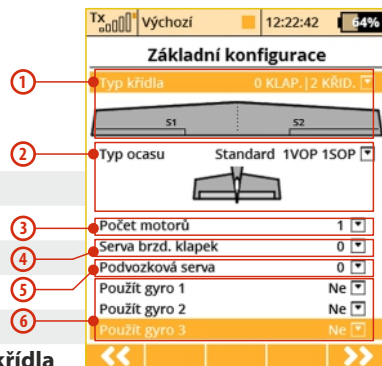 Tx Výchozí 12:22:42 64%
Základní konfigurace
1 Typ křídla 0 KLAP.|2 KŘID.
S1 S2
2 Typ ocasu Standard 1VOP 1SOP
3 Počet motorů 1
4 Serva brzd. klapek 0
5 Podvozková serva 0
Použít gyro 1 Ne
Použít gyro 2 Ne
6 Použít gyro 3 Ne
křídla << >>